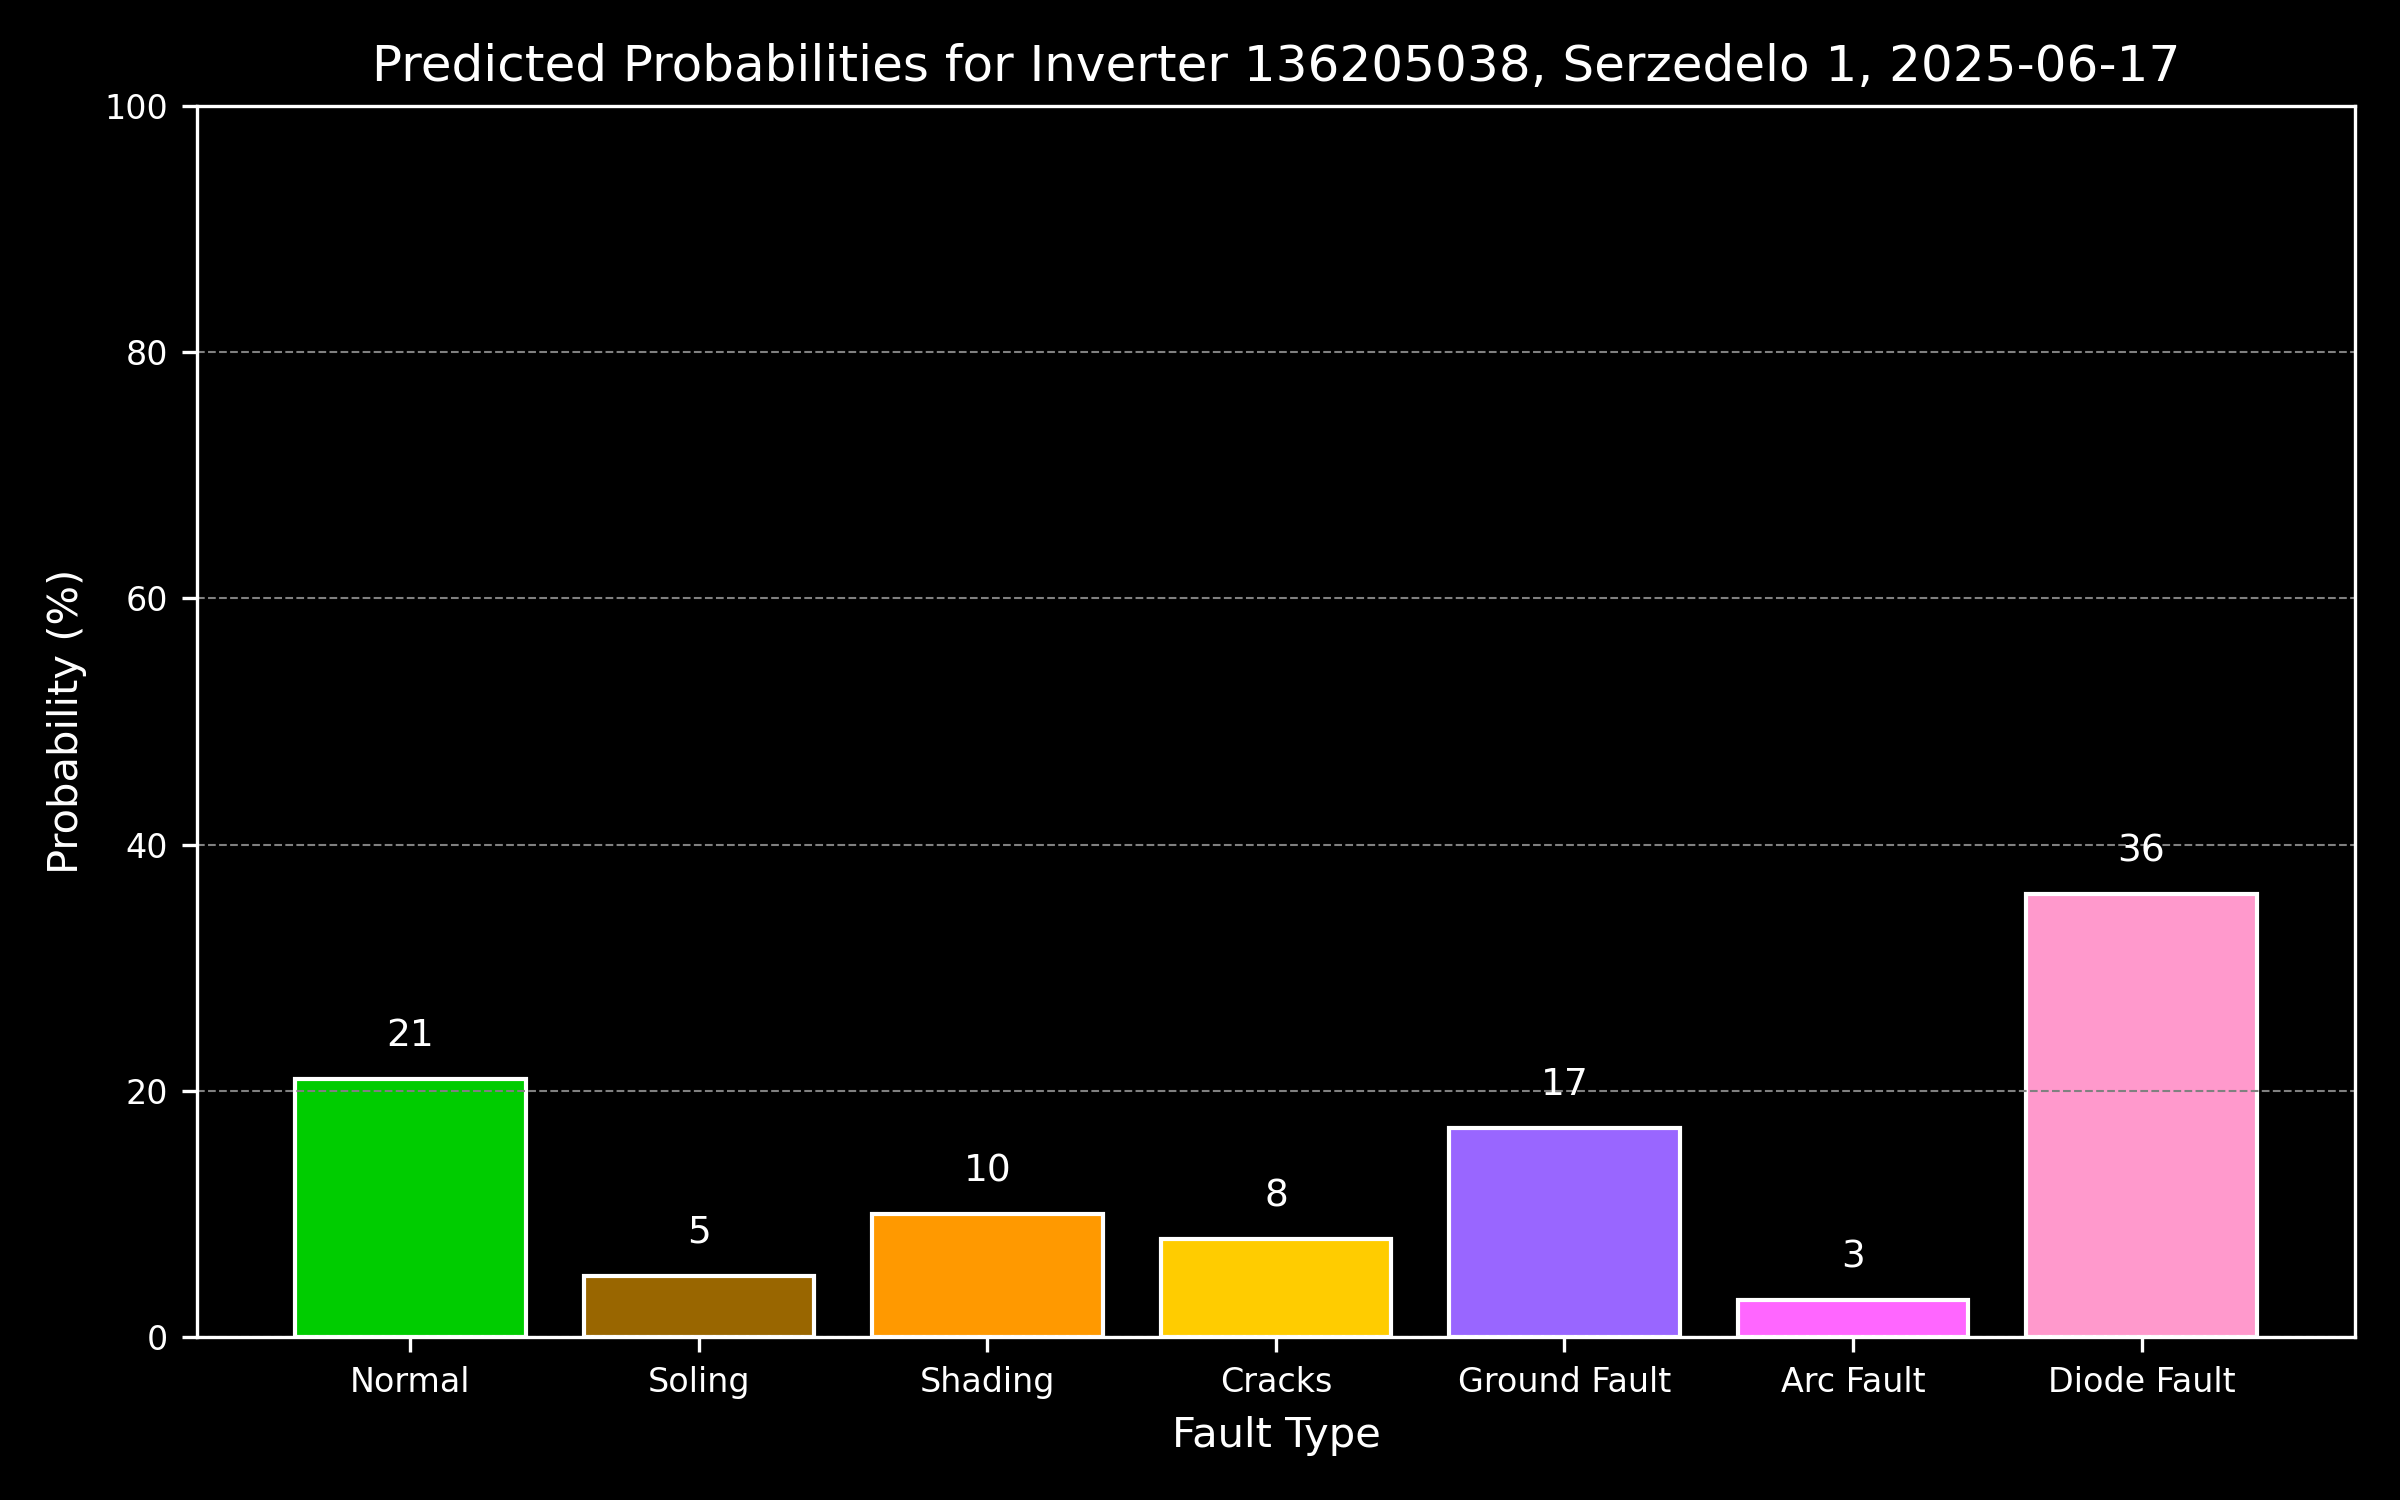 Predicted Probabilities for Inverter 136205038, Serzedelo 1, 2025-06-17
100
80
60
40
20
0
Probability (%)
21
5
10
8
17
3
36
Normal
Soling
Shading
Cracks
Ground Fault
Arc Fault
Diode Fault
Fault Type